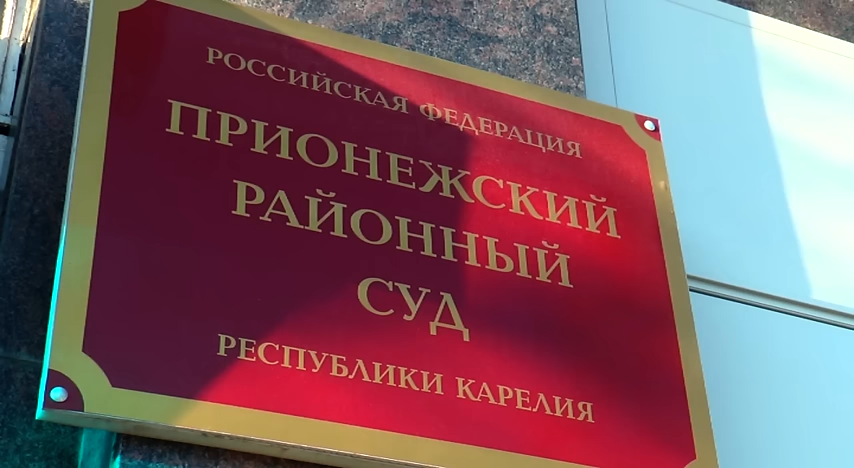 РОССИЙСКАЯ ФЕДЕРАЦИЯ
ПРИОНЕЖСКИЙ
РАЙОННЫЙ
СУД
РЕСПУБЛИКИ КАРЕЛИЯ